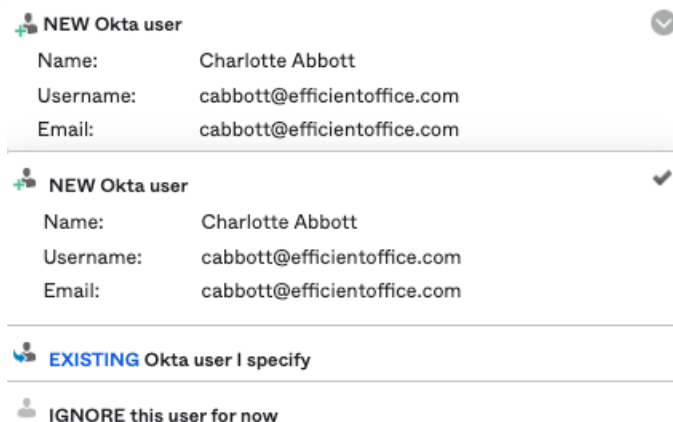 NEW Okta user
Name: Charlotte Abbott
Username: cabbott@efficientoffice.com
Email: cabbott@efficientoffice.com
NEW Okta user
Name: Charlotte Abbott
Username: cabbott@efficientoffice.com
Email: cabbott@efficientoffice.com
EXISTING Okta user I specify
IGNORE this user for now